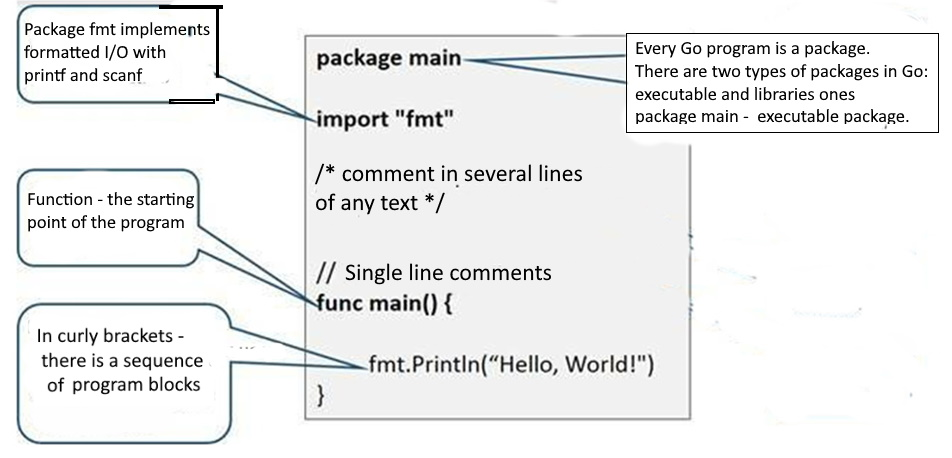 Package fmt implements
formatted I/O with
printf and scanf
package main
Every Go program is a package.
There are two types of packages in Go:
executable and libraries ones
package main - executable package.
import "fmt"
/* comment in several lines
of any text */
Function - the starting
point of the program
// Single line comments
func main() {
In curly brackets -
there is a sequence
of program blocks
fmt.Println(“Hello, World!")
}